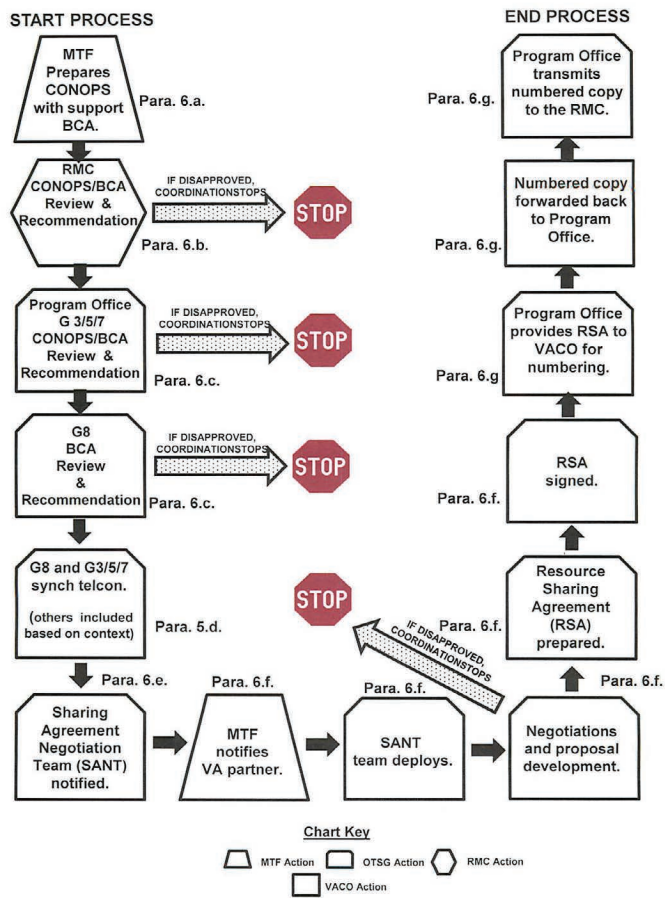 START PROCESS
MTF
Prepares
CONOPS
with support
BCA.
Para. 6.a.
RMC
CONOPS/BCA
Review &
Recommendation
Para. 6.b.
IF DISAPPROVED,
COORDINATIONSTOPS
STOP
Program Office
G 3/5/7
CONOPS/BCA
Review &
Recommendation
Para. 6.c.
IF DISAPPROVED,
COORDINATIONSTOPS
STOP
G8
BCA
Review
&
Recommendation
Para. 6.c.
IF DISAPPROVED,
COORDINATIONSTOPS
STOP
G8 and G3/5/7
synch telcon.
(others included
based on context)
Para. 5.d.
Para. 6.e.
Sharing
Agreement
Negotiation
Team (SANT)
notified.
Para. 6.f.
MTF
notifies
VA partner.
Para. 6.f.
SANT
team deploys.
STOP
IF DISAPPROVED,
COORDINATIONSTOPS
Negotiations
and proposal
development.
Para. 6.f.
Resource
Sharing
Agreement
(RSA)
prepared.
Para. 6.f.
RSA
signed.
Para. 6.f.
Program Office
provides RSA to
VACO for
numbering.
Para. 6.g
Numbered copy
forwarded back
to Program
Office.
Para. 6.g.
Program Office
transmits
numbered copy
to the RMC.
Para. 6.g.
END PROCESS
Chart Key
MTF Action
OTSG Action
RMC Action
VACO Action